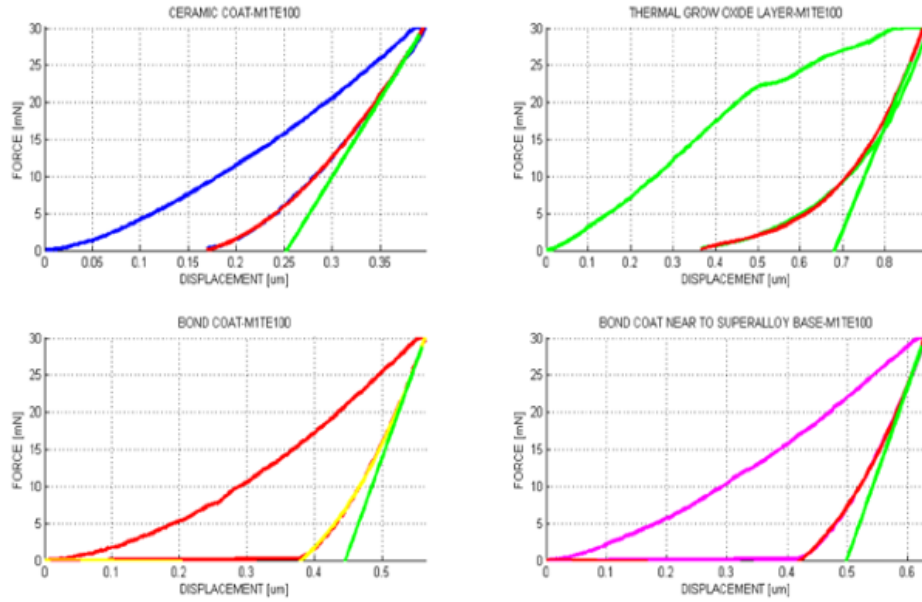 CERAMIC COAT-M1TE100
FORCE [mN]
30
25
20
15
10
5
0
0 0.05 0.1 0.15 0.2 0.25 0.3 0.35
DISPLACEMENT [um]
THERMAL GROW OXIDE LAYER-M1TE100
FORCE [mN]
30
25
20
15
10
5
0
0 0.1 0.2 0.3 0.4 0.5 0.6 0.7 0.8
DISPLACEMENT [um]
BOND COAT-M1TE100
FORCE [mN]
30
25
20
15
10
5
0
0 0.1 0.2 0.3 0.4 0.5
DISPLACEMENT [um]
BOND COAT NEAR TO SUPERALLOY BASE-M1TE100
FORCE [mN]
30
25
20
15
10
5
0
0 0.1 0.2 0.3 0.4 0.5 0.6
DISPLACEMENT [um]